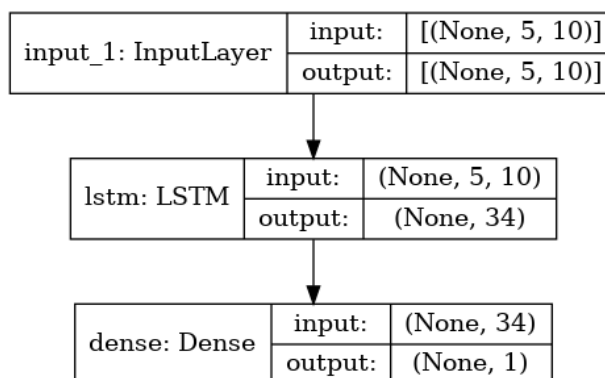 input_1: InputLayer
input: [(None, 5, 10)]
output: [(None, 5, 10)]
lstm: LSTM
input: (None, 5, 10)
output: (None, 34)
dense: Dense
input: (None, 34)
output: (None, 1)